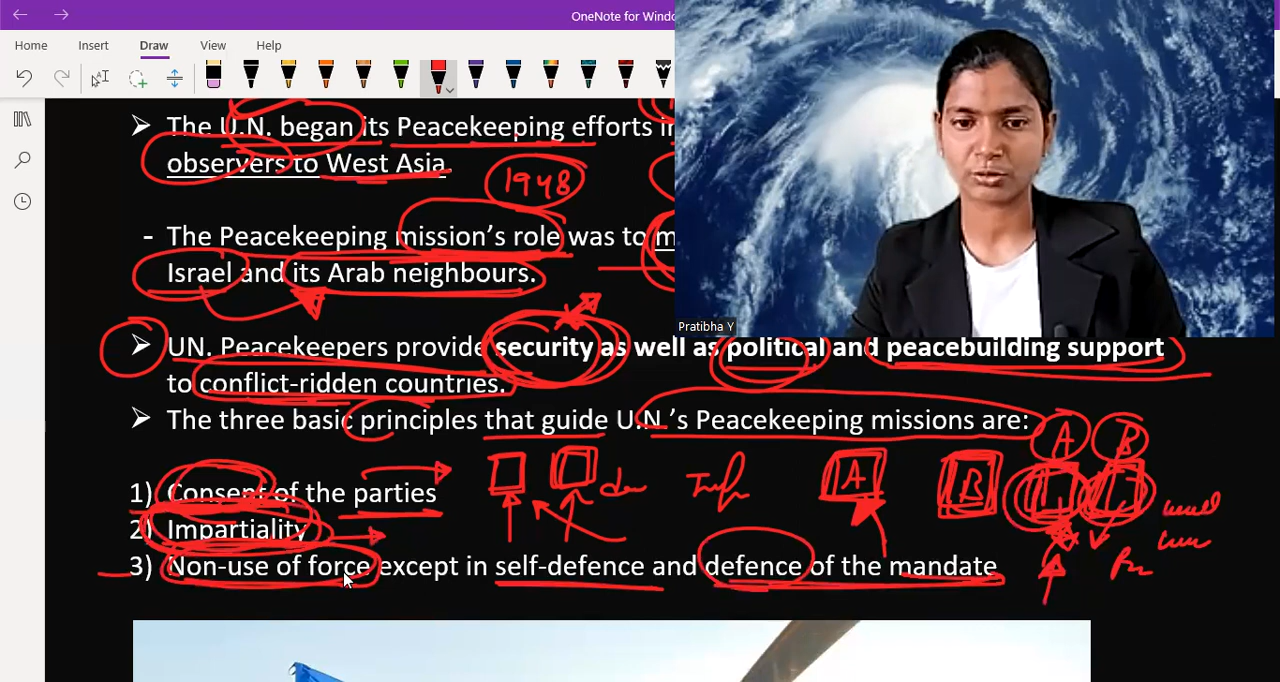 OneNote for Windo
Home Insert Draw View Help
The U.N. began its Peacekeeping efforts in
observers to West Asia.
1948
- The Peacekeeping mission's role was to m
Israel and its Arab neighbours.
Pratibha Y
UN. Peacekeepers provide security as well as political and peacebuilding support
to conflict-ridden countries.
The three basic principles that guide U.N.'s Peacekeeping missions are:
A B
1) Consent of the parties
A B
2) Impartiality
3) Non-use of force except in self-defence and defence of the mandate